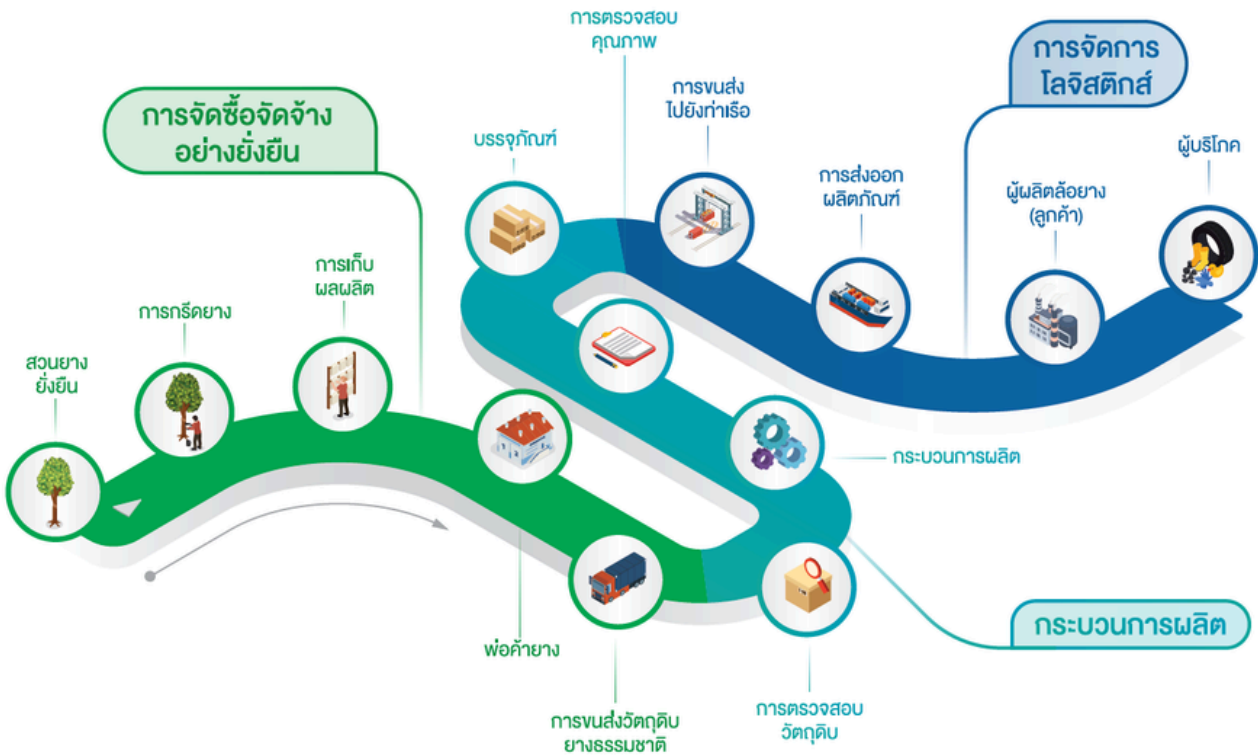 การจัดซื้อจัดจ้าง
อย่างยั่งยืน
สวนยาง
ยั่งยืน
การกรีดยาง
การเก็บ
ผลผลิต
พ่อค้ายาง
การขนส่งวัตถุดิบ
ยางธรรมชาติ
กระบวนการผลิต
การตรวจสอบ
วัตถุดิบ
กระบวนการผลิต
การตรวจสอบ
คุณภาพ
บรรจุภัณฑ์
การจัดการ
โลจิสติกส์
การขนส่ง
ไปยังท่าเรือ
การส่งออก
ผลิตภัณฑ์
ผู้ผลิตล้อยาง
(ลูกค้า)
ผู้บริโภค